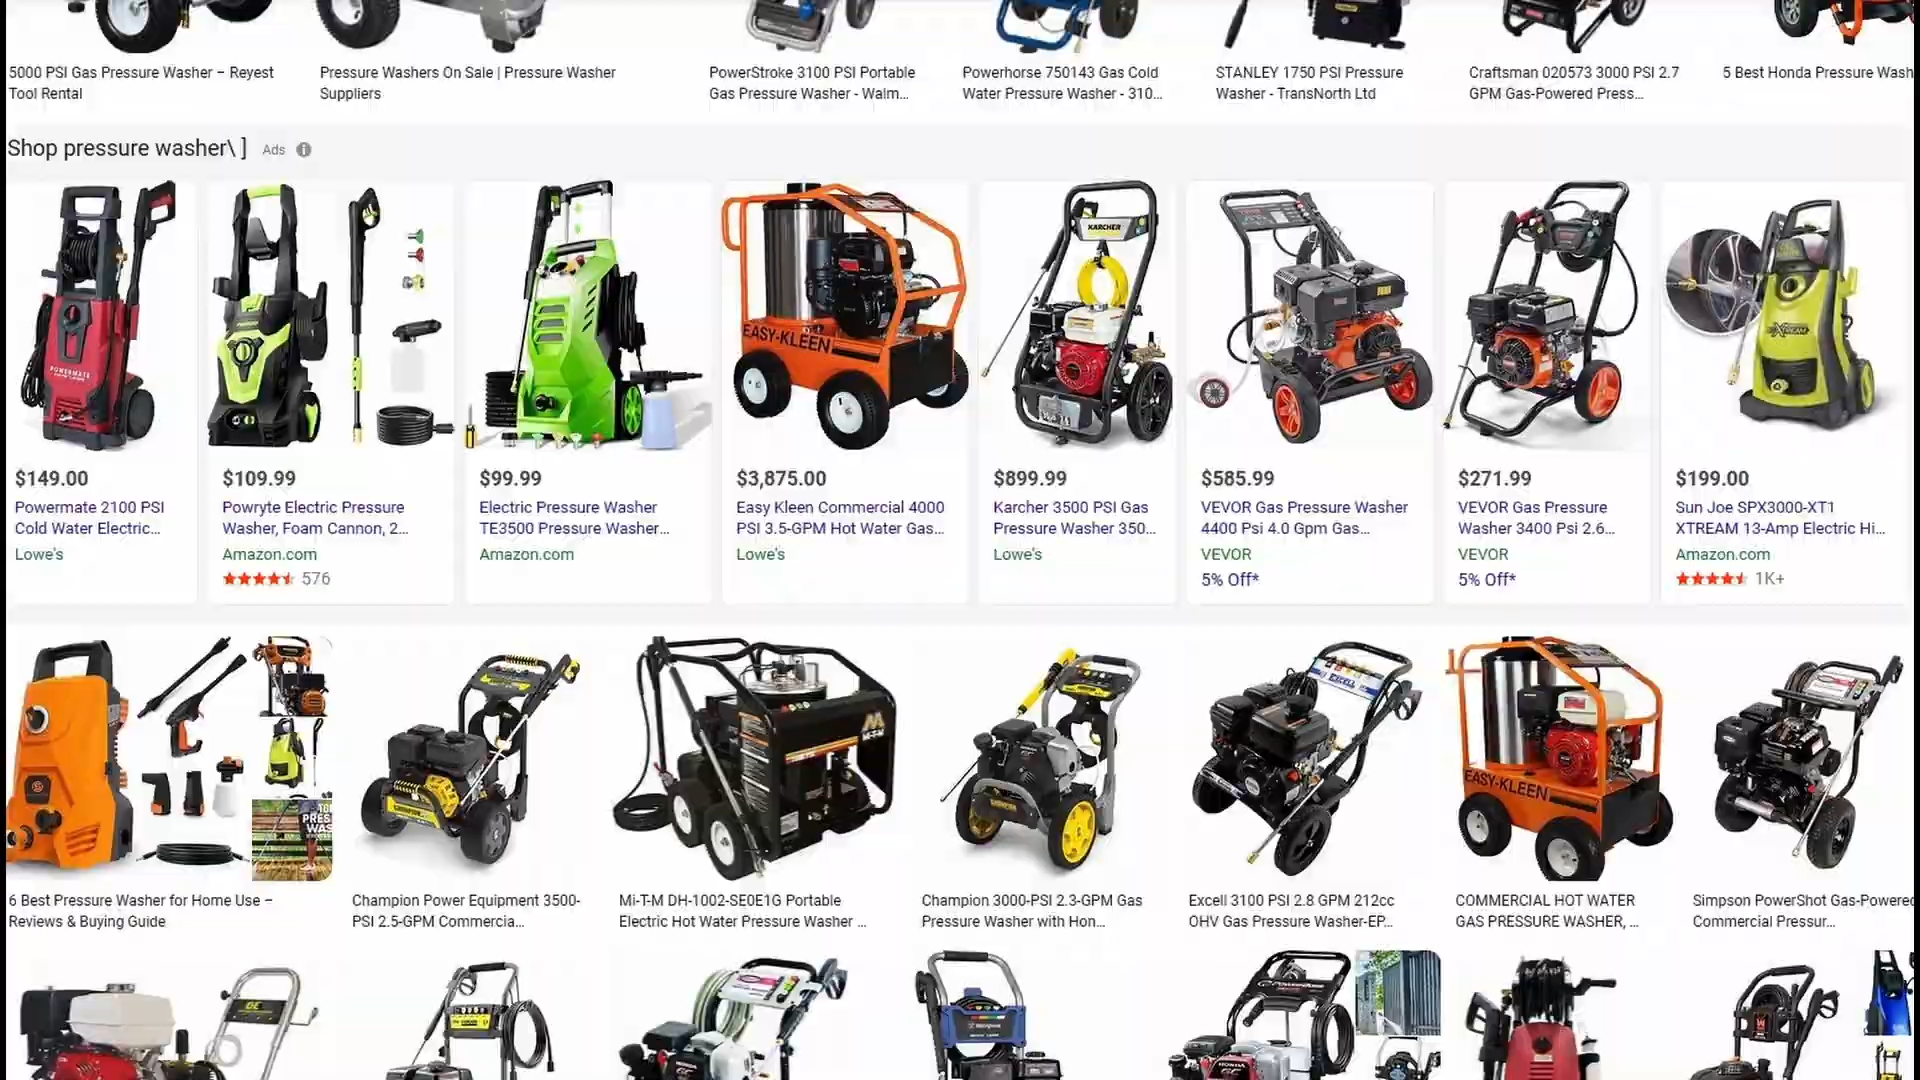 5000 PSI Gas Pressure Washer – Reyest
Tool Rental
Pressure Washers On Sale | Pressure Washer
Suppliers
PowerStroke 3100 PSI Portable
Gas Pressure Washer - Walm...
Powerhorse 750143 Gas Cold
Water Pressure Washer - 310...
STANLEY 1750 PSI Pressure
Washer - TransNorth Ltd
Craftsman 020573 3000 PSI 2.7
GPM Gas-Powered Press...
5 Best Honda Pressure Wash
Shop pressure washer\ ] Ads
POWERMATE
EASY-KLEEN
KARCHER
XTREAM
$149.00
Powermate 2100 PSI
Cold Water Electric...
Lowe's
$109.99
Powryte Electric Pressure
Washer, Foam Cannon, 2...
Amazon.com
576
$99.99
Electric Pressure Washer
TE3500 Pressure Washer...
Amazon.com
$3,875.00
Easy Kleen Commercial 4000
PSI 3.5-GPM Hot Water Gas...
Lowe's
$899.99
Karcher 3500 PSI Gas
Pressure Washer 350...
Lowe's
$585.99
VEVOR Gas Pressure Washer
4400 Psi 4.0 Gpm Gas...
VEVOR
5% Off*
$271.99
VEVOR Gas Pressure
Washer 3400 Psi 2.6...
VEVOR
5% Off*
$199.00
Sun Joe SPX3000-XT1
XTREAM 13-Amp Electric Hi...
Amazon.com
1K+
PRES
WAS
MI-T-M
EXCELL
EASY-KLEEN
6 Best Pressure Washer for Home Use –
Reviews & Buying Guide
Champion Power Equipment 3500-
PSI 2.5-GPM Commercia...
Mi-T-M DH-1002-SE0E1G Portable
Electric Hot Water Pressure Washer ...
Champion 3000-PSI 2.3-GPM Gas
Pressure Washer with Hon...
Excell 3100 PSI 2.8 GPM 212cc
OHV Gas Pressure Washer-EP...
COMMERCIAL HOT WATER
GAS PRESSURE WASHER, ...
Simpson PowerShot Gas-Powered
Commercial Pressur...
BE
HONDA